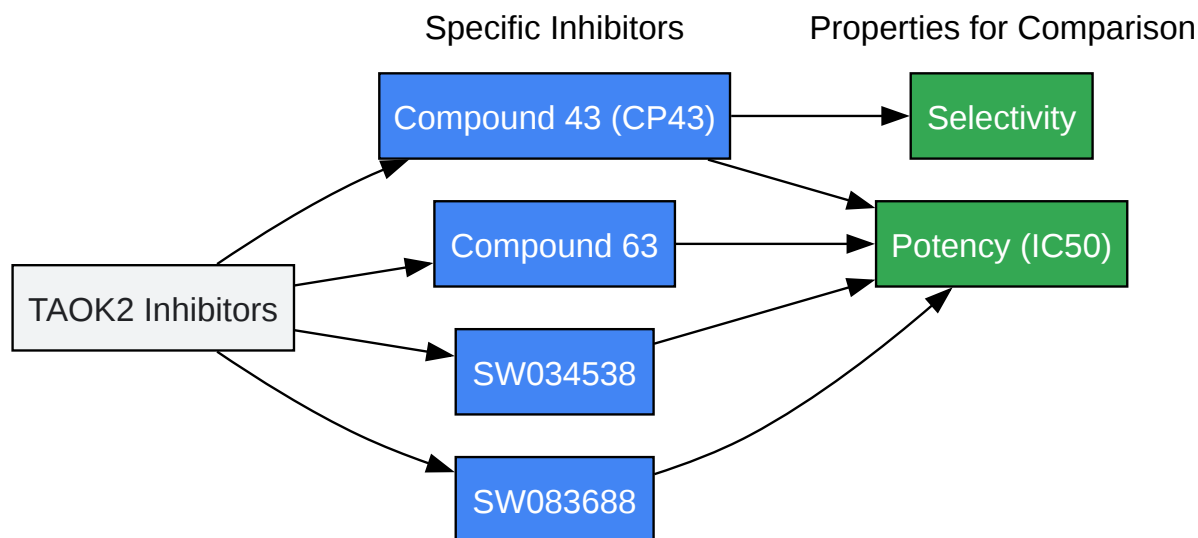 Specific Inhibitors
Properties for Comparison
Compound 43 (CP43)
Selectivity
Compound 63
Potency (IC50)
TAOK2 Inhibitors
SW034538
SW083688